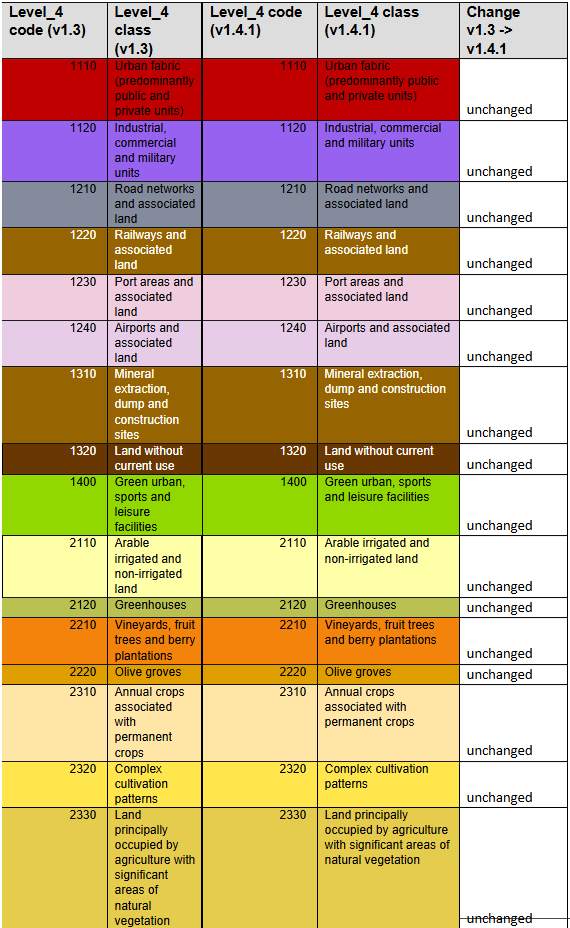 Level_4 code (v1.3) Level_4 class (v1.3) Level_4 code (v1.4.1) Level_4 class (v1.4.1) Change v1.3 -> v1.4.1
1110 Urban fabric (predominantly public and private units) 1110 Urban fabric (predominantly public and private units) unchanged
1120 Industrial, commercial and military units 1120 Industrial, commercial and military units unchanged
1210 Road networks and associated land 1210 Road networks and associated land unchanged
1220 Railways and associated land 1220 Railways and associated land unchanged
1230 Port areas and associated land 1230 Port areas and associated land unchanged
1240 Airports and associated land 1240 Airports and associated land unchanged
1310 Mineral extraction, dump and construction sites 1310 Mineral extraction, dump and construction sites unchanged
1320 Land without current use 1320 Land without current use unchanged
1400 Green urban, sports and leisure facilities 1400 Green urban, sports and leisure facilities unchanged
2110 Arable irrigated and non-irrigated land 2110 Arable irrigated and non-irrigated land unchanged
2120 Greenhouses 2120 Greenhouses unchanged
2210 Vineyards, fruit trees and berry plantations 2210 Vineyards, fruit trees and berry plantations unchanged
2220 Olive groves 2220 Olive groves unchanged
2310 Annual crops associated with permanent crops 2310 Annual crops associated with permanent crops unchanged
2320 Complex cultivation patterns 2320 Complex cultivation patterns unchanged
2330 Land principally occupied by agriculture with significant areas of natural vegetation 2330 Land principally occupied by agriculture with significant areas of natural vegetation unchanged